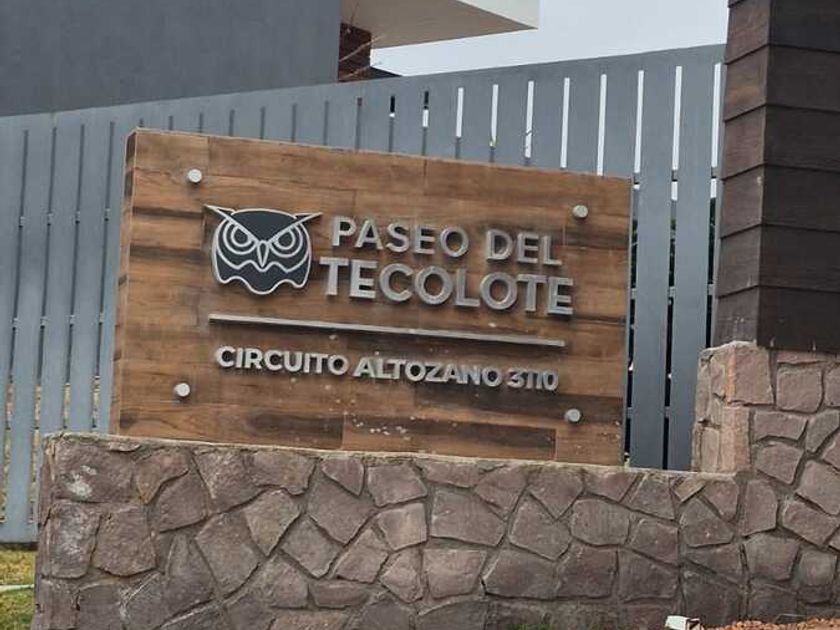 PASEO DEL
TECOLOTE
CIRCUITO ALTOZANO 3110